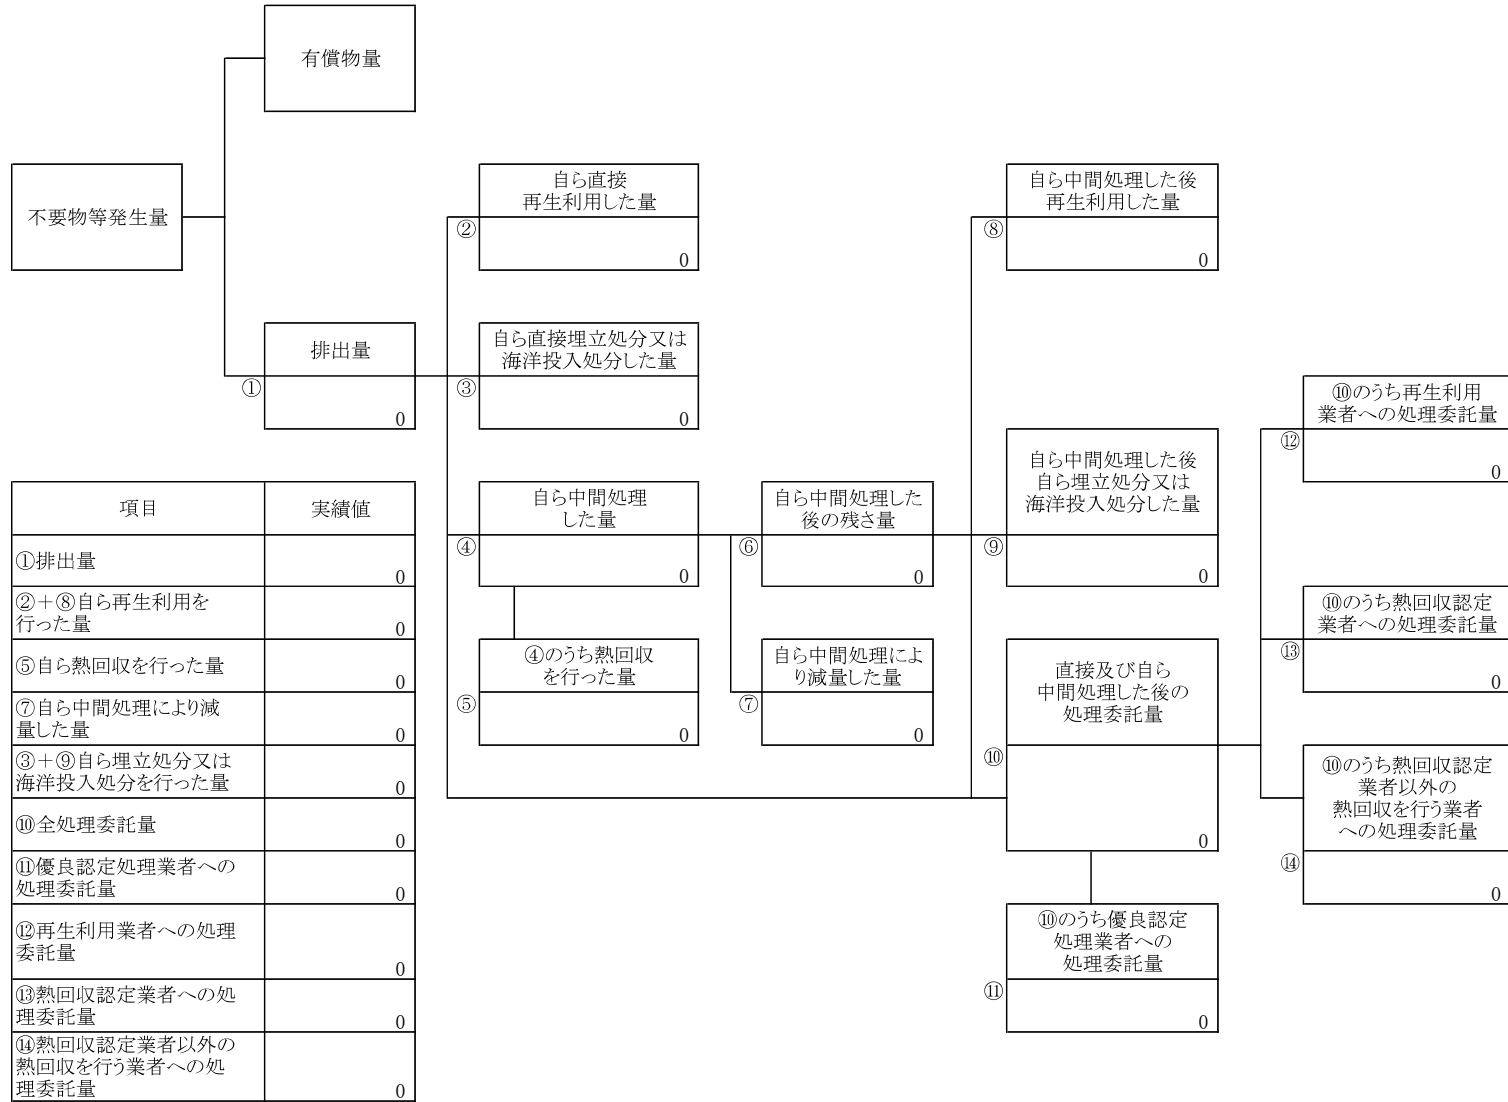 有償物量
不要物等発生量
①
排出量
0
②
自ら直接
再生利用した量
0
③
自ら直接埋立処分又は
海洋投入処分した量
0
④
自ら中間処理
した量
0
⑤
④のうち熱回収
を行った量
0
⑥
自ら中間処理した
後の残さ量
0
⑦
自ら中間処理によ
り減量した量
0
⑧
自ら中間処理した後
再生利用した量
0
⑨
自ら中間処理した後
自ら埋立処分又は
海洋投入処分した量
0
⑩
直接及び自ら
中間処理した後の
処理委託量
0
⑪
⑩のうち優良認定
処理業者への
処理委託量
0
⑫
⑩のうち再生利用
業者への処理委託量
0
⑬
⑩のうち熱回収認定
業者への処理委託量
0
⑭
⑩のうち熱回収認定
業者以外の
熱回収を行う業者
への処理委託量
0
項目 実績値
①排出量
0
②＋⑧自ら再生利用を
行った量
0
⑤自ら熱回収を行った量
0
⑦自ら中間処理により減
量した量
0
③＋⑨自ら埋立処分又は
海洋投入処分を行った量
0
⑩全処理委託量
0
⑪優良認定処理業者への
処理委託量
0
⑫再生利用業者への処理
委託量
0
⑬熱回収認定業者への処
理委託量
0
⑭熱回収認定業者以外の
熱回収を行う業者への処
理委託量
0